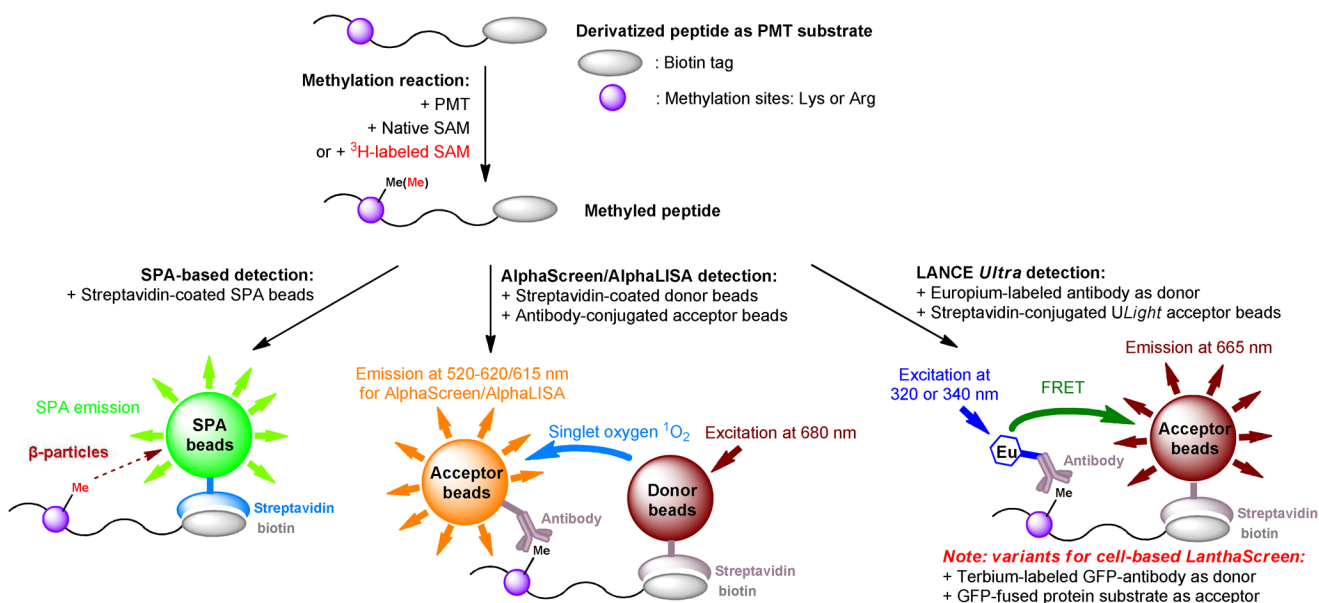 Derivatized peptide as PMT substrate
: Biotin tag
: Methylation sites: Lys or Arg
Methylation reaction:
+ PMT
+ Native SAM
or + ³H-labeled SAM
Me(Me)
Methyled peptide
SPA-based detection:
+ Streptavidin-coated SPA beads
SPA emission
SPA
beads
β-particles
Me
Streptavidin
biotin
AlphaScreen/AlphaLISA detection:
+ Streptavidin-coated donor beads
+ Antibody-conjugated acceptor beads
Emission at 520-620/615 nm
for AlphaScreen/AlphaLISA
Singlet oxygen ¹O₂
Excitation at 680 nm
Acceptor
beads
Donor
beads
Antibody
Me
Streptavidin
biotin
LANCE Ultra detection:
+ Europium-labeled antibody as donor
+ Streptavidin-conjugated ULight acceptor beads
Emission at 665 nm
Excitation at
320 or 340 nm
FRET
Eu
Acceptor
beads
Antibody
Me
Streptavidin
biotin
Note: variants for cell-based LanthaScreen:
+ Terbium-labeled GFP-antibody as donor
+ GFP-fused protein substrate as acceptor